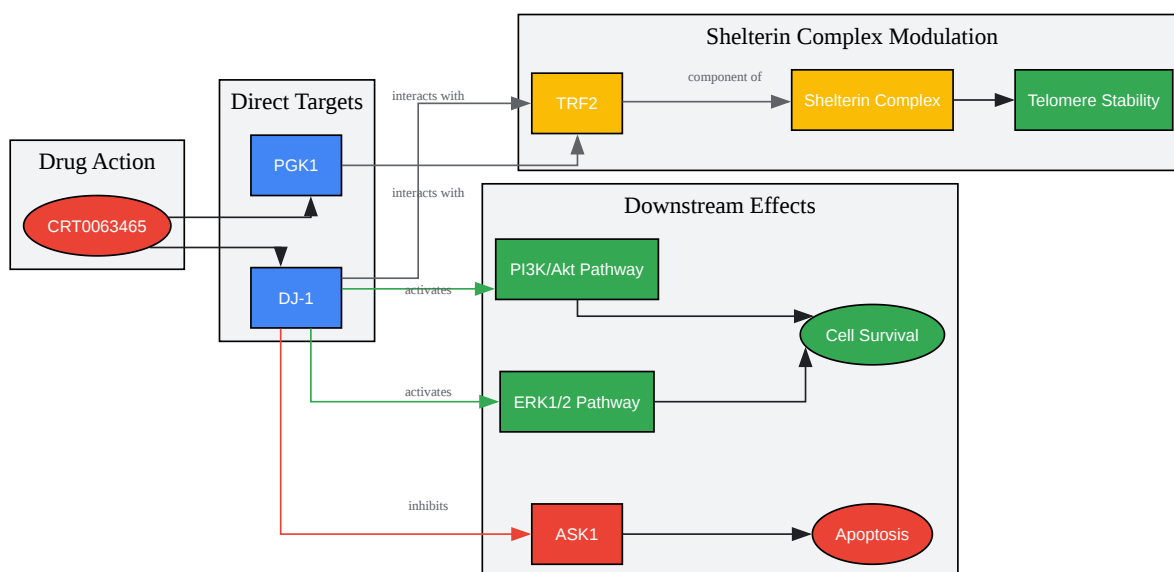 Shelterin Complex Modulation
interacts with
TRF2
component of
Shelterin Complex
Telomere Stability
Direct Targets
PGK1
interacts with
DJ-1
Drug Action
CRT0063465
Downstream Effects
PI3K/Akt Pathway
activates
Cell Survival
activates
ERK1/2 Pathway
inhibits
ASK1
Apoptosis